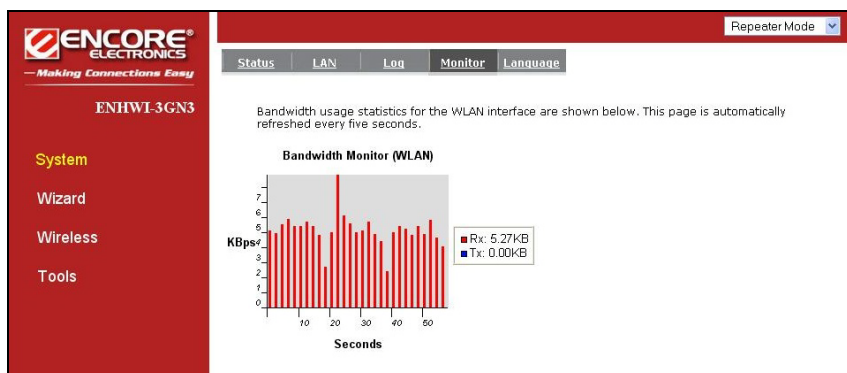 ENCORE®
ELECTRONICS
—Making Connections Easy
ENHWI-3GN3
System
Wizard
Wireless
Tools
Repeater Mode
Status LAN Log Monitor Language
Bandwidth usage statistics for the WLAN interface are shown below. This page is automatically
refreshed every five seconds.
Bandwidth Monitor (WLAN)
7
6
5
KBps 4
3
2
1
0
10 20 30 40 50
Seconds
Rx: 5.27KB
Tx: 0.00KB